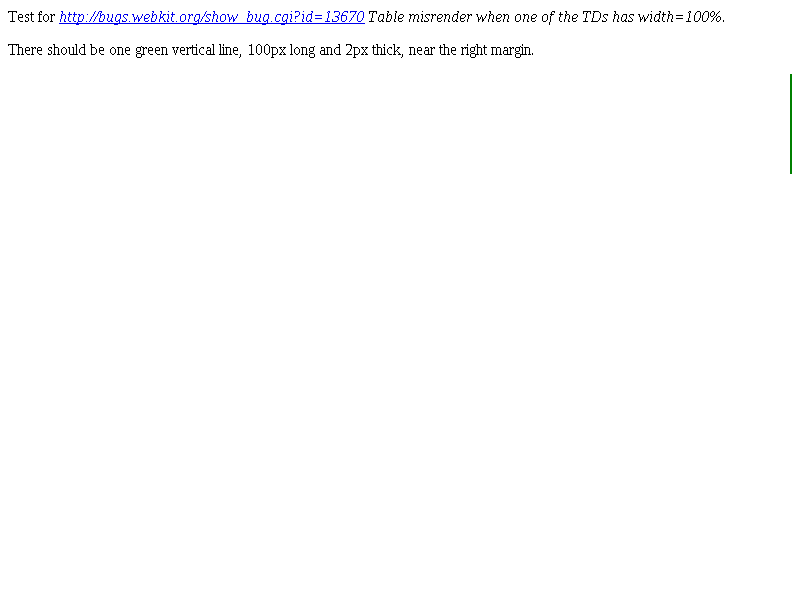 Test for http://bugs.webkit.org/show_bug.cgi?id=13670 Table misrender when one of the TDs has width=100%.
There should be one green vertical line, 100px long and 2px thick, near the right margin.